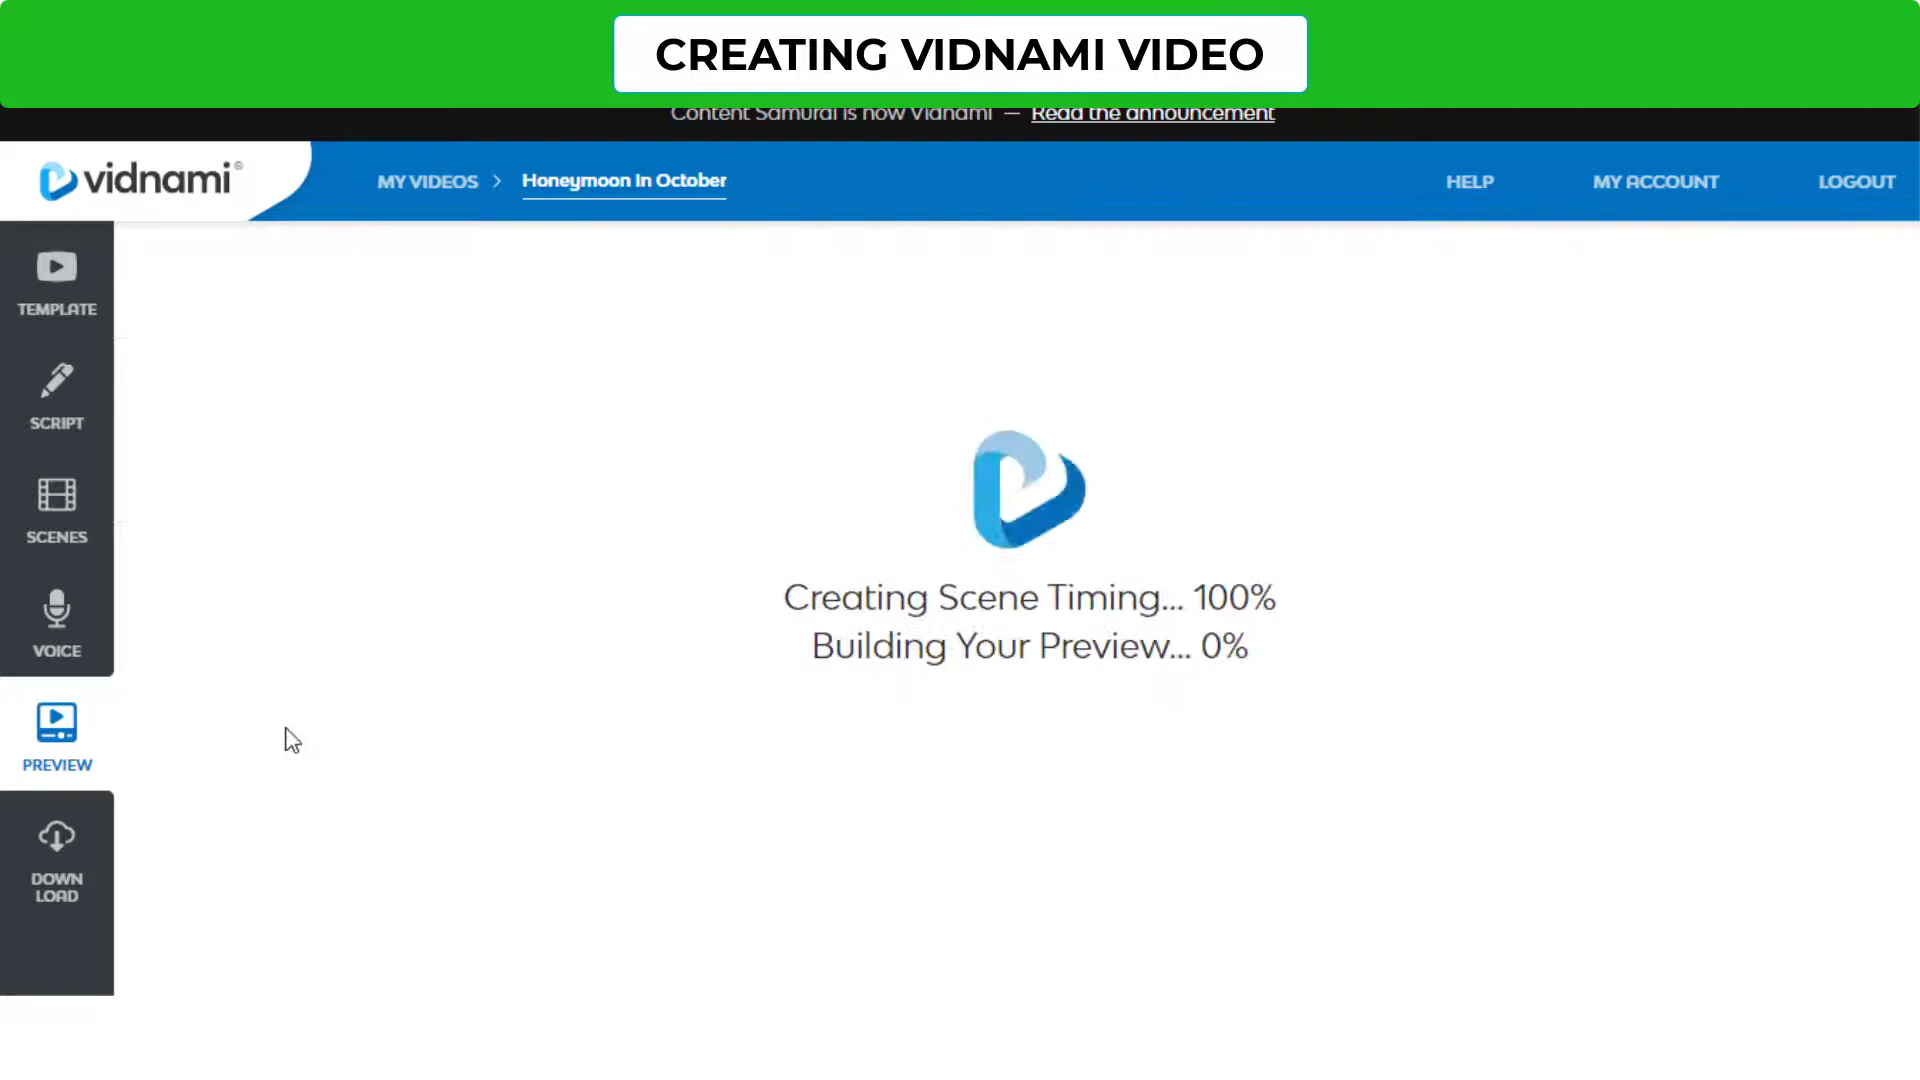 CREATING VIDNAMI VIDEO
Content Samurai is now Vidnami — Read the announcement
vidnami®
MY VIDEOS > Honeymoon In October
HELP
MY ACCOUNT
LOGOUT
TEMPLATE
SCRIPT
SCENES
VOICE
PREVIEW
DOWN
LOAD
Creating Scene Timing... 100%
Building Your Preview... 0%